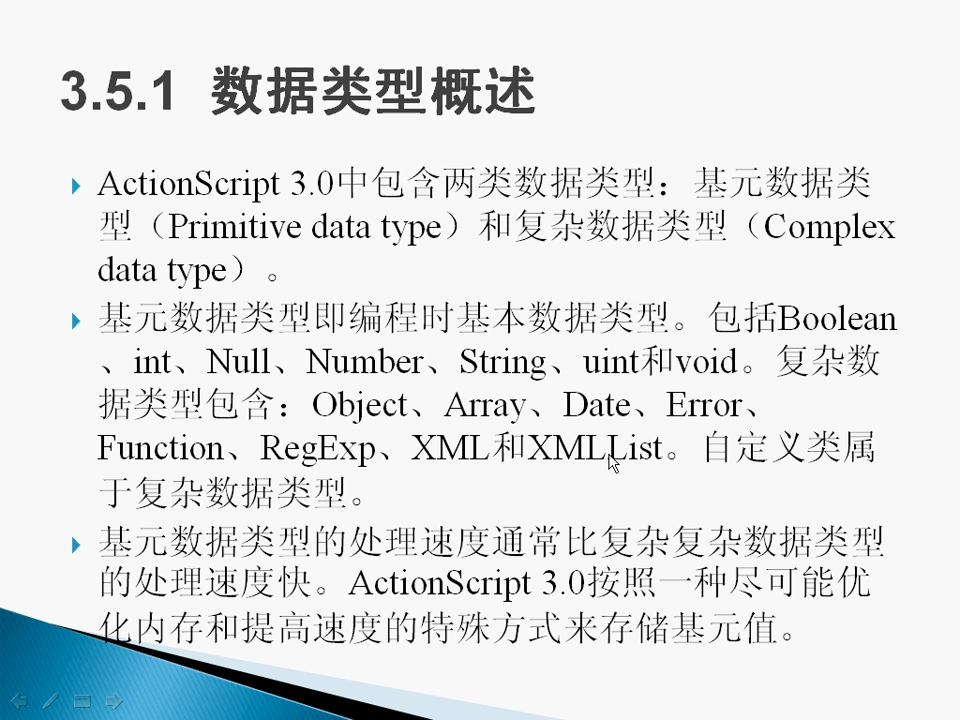 3.5.1 数据类型概述
ActionScript 3.0中包含两类数据类型：基元数据类
型（Primitive data type）和复杂数据类型（Complex
data type）。
基元数据类型即编程时基本数据类型。包括Boolean
、int、Null、Number、String、uint和void。复杂数
据类型包含：Object、Array、Date、Error、
Function、RegExp、XML和XMLList。自定义类属
于复杂数据类型。
基元数据类型的处理速度通常比复杂复杂数据类型
的处理速度快。ActionScript 3.0按照一种尽可能优
化内存和提高速度的特殊方式来存储基元值。